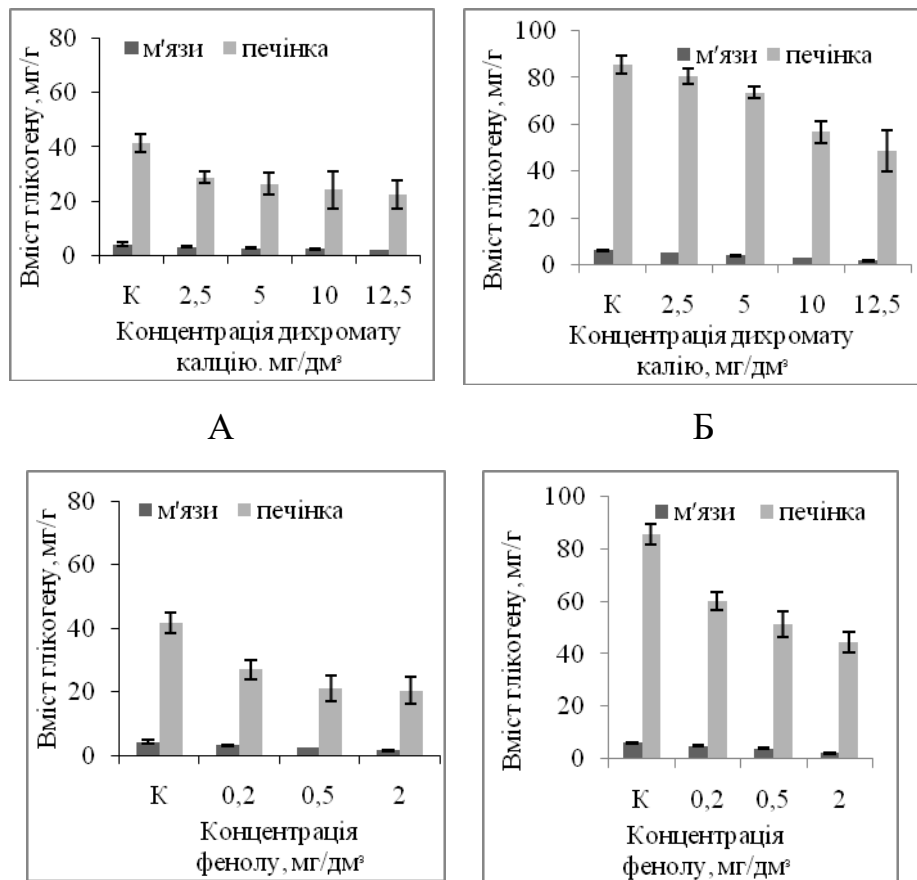 80
60
40
20
0
Вміст глікогену, мг/г
м'язи печінка
К 2,5 5 10 12,5
Концентрація дихромату
калцію. мг/дм³
А
100
80
60
40
20
0
Вміст глікогену, мг/г
м'язи печінка
К 2,5 5 10 12,5
Концентрація дихромату
калію, мг/дм³
Б
80
60
40
20
0
Вміст глікогену, мг/г
м'язи печінка
К 0,2 0,5 2
Концентрація
фенолу, мг/дм³
100
80
60
40
20
0
Вміст глікогену, мг/г
м'язи печінка
К 0,2 0,5 2
Концентрація
фенолу, мг/дм³